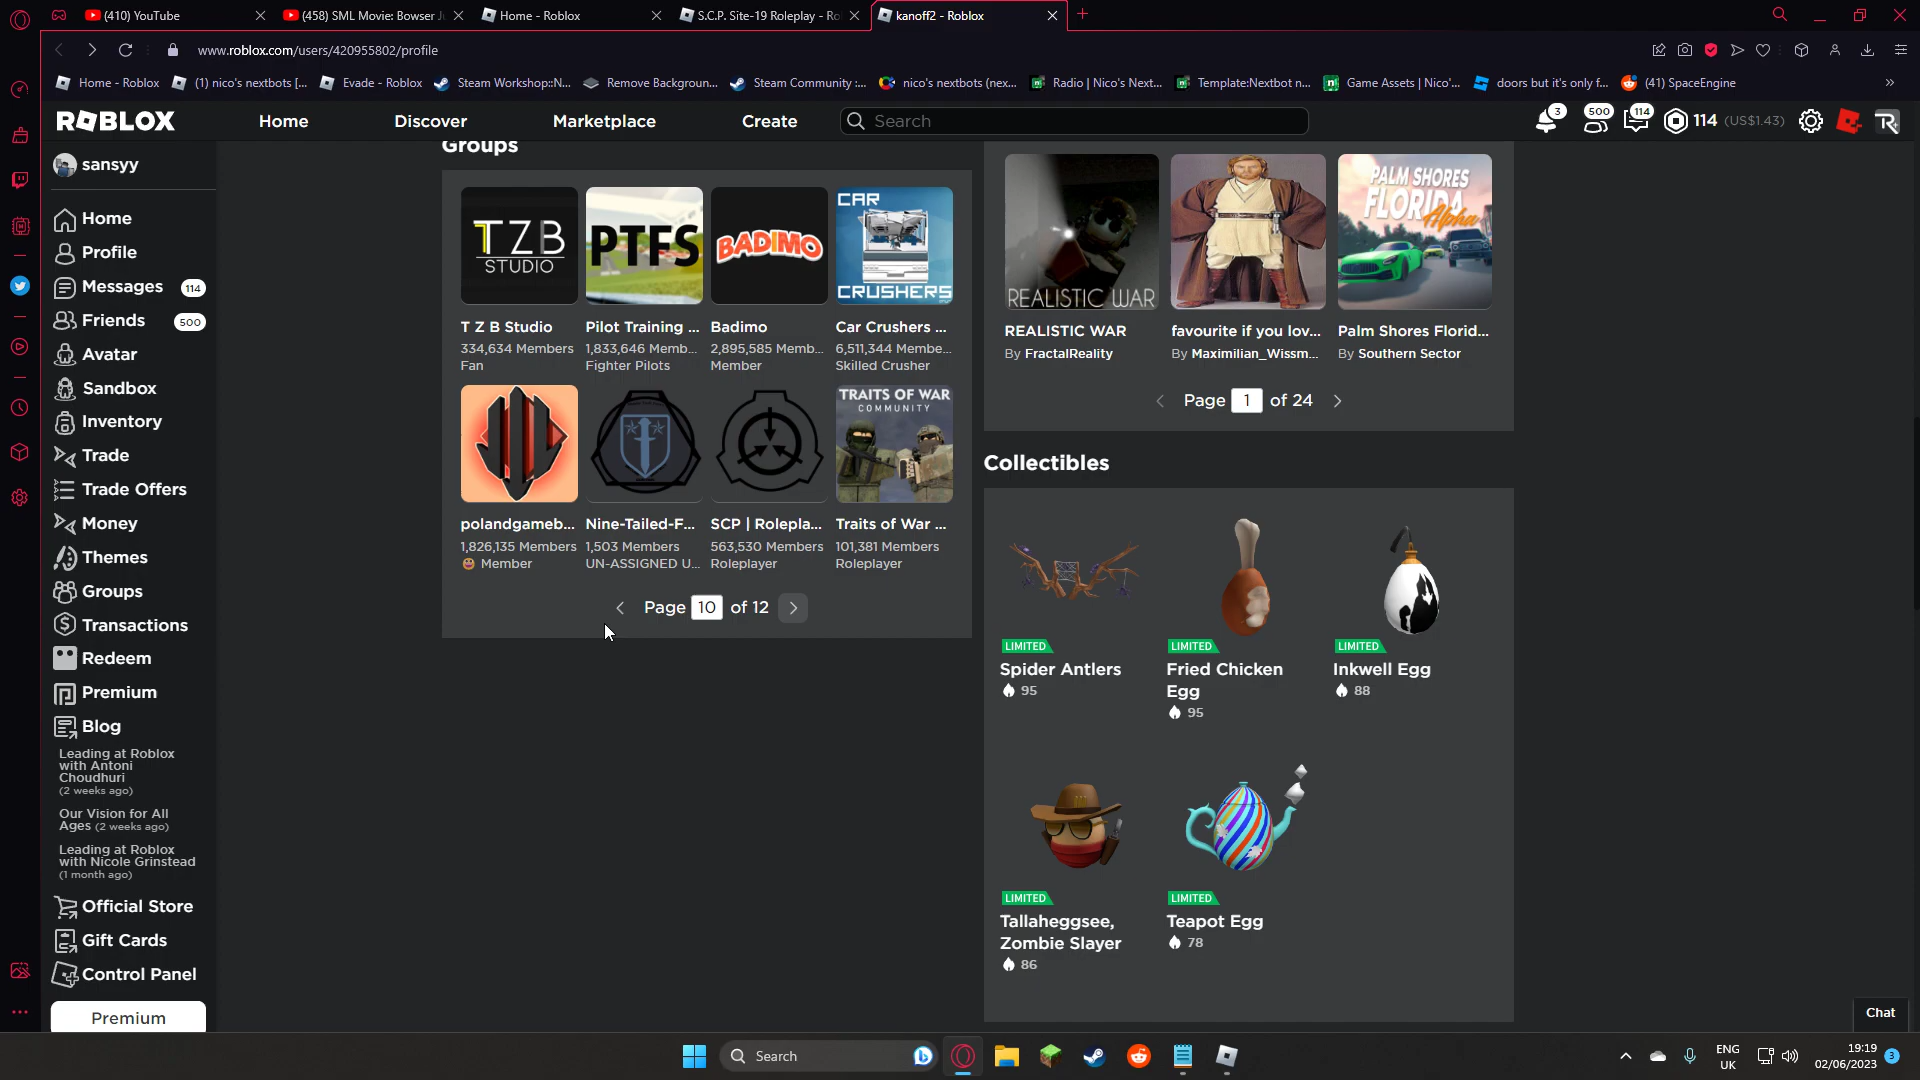 (410) YouTube
(458) SML Movie: Bowser Ju
Home - Roblox
S.C.P. Site-19 Roleplay - Ro
kanoff2 - Roblox
www.roblox.com/users/420955802/profile
Home - Roblox
(1) nico's nextbots [...
Evade - Roblox
Steam Workshop::N...
Remove Backgroun...
Steam Community :...
nico's nextbots (nex...
Radio | Nico's Next...
Template:Nextbot n...
Game Assets | Nico'...
doors but it's only f...
(41) SpaceEngine
ROBLOX
Home
Discover
Marketplace
Create
Search
3
500
114
114 (US$1.43)
sansyy
Home
Profile
Messages 114
Friends 500
Avatar
Sandbox
Inventory
Trade
Trade Offers
Money
Themes
Groups
Transactions
Redeem
Premium
Blog
Leading at Roblox
with Antoni
Choudhuri
(2 weeks ago)
Our Vision for All
Ages (2 weeks ago)
Leading at Roblox
with Nicole Grinstead
(1 month ago)
Official Store
Gift Cards
Control Panel
Premium
Groups
TZB
STUDIO
PTFS
BADIMO
CAR
CRUSHERS
T Z B Studio
334,634 Members
Fan
Pilot Training ...
1,833,646 Memb...
Fighter Pilots
Badimo
2,895,585 Memb...
Member
Car Crushers ...
6,511,344 Membe...
Skilled Crusher
TRAITS OF WAR
COMMUNITY
polandgameb...
1,826,135 Members
😃 Member
Nine-Tailed-F...
1,503 Members
UN-ASSIGNED U...
SCP | Rolepla...
563,530 Members
Roleplayer
Traits of War ...
101,381 Members
Roleplayer
Page 10 of 12
REALISTIC WAR
PALM SHORES
FLORIDA
Alpha
REALISTIC WAR
By FractalReality
favourite if you lov...
By Maximilian_Wissm...
Palm Shores Florid...
By Southern Sector
Page 1 of 24
Collectibles
LIMITED
Spider Antlers
95
LIMITED
Fried Chicken
Egg
95
LIMITED
Inkwell Egg
88
LIMITED
Tallaheggsee,
Zombie Slayer
86
LIMITED
Teapot Egg
78
Chat
Search
ENG
UK
19:19
02/06/2023
3